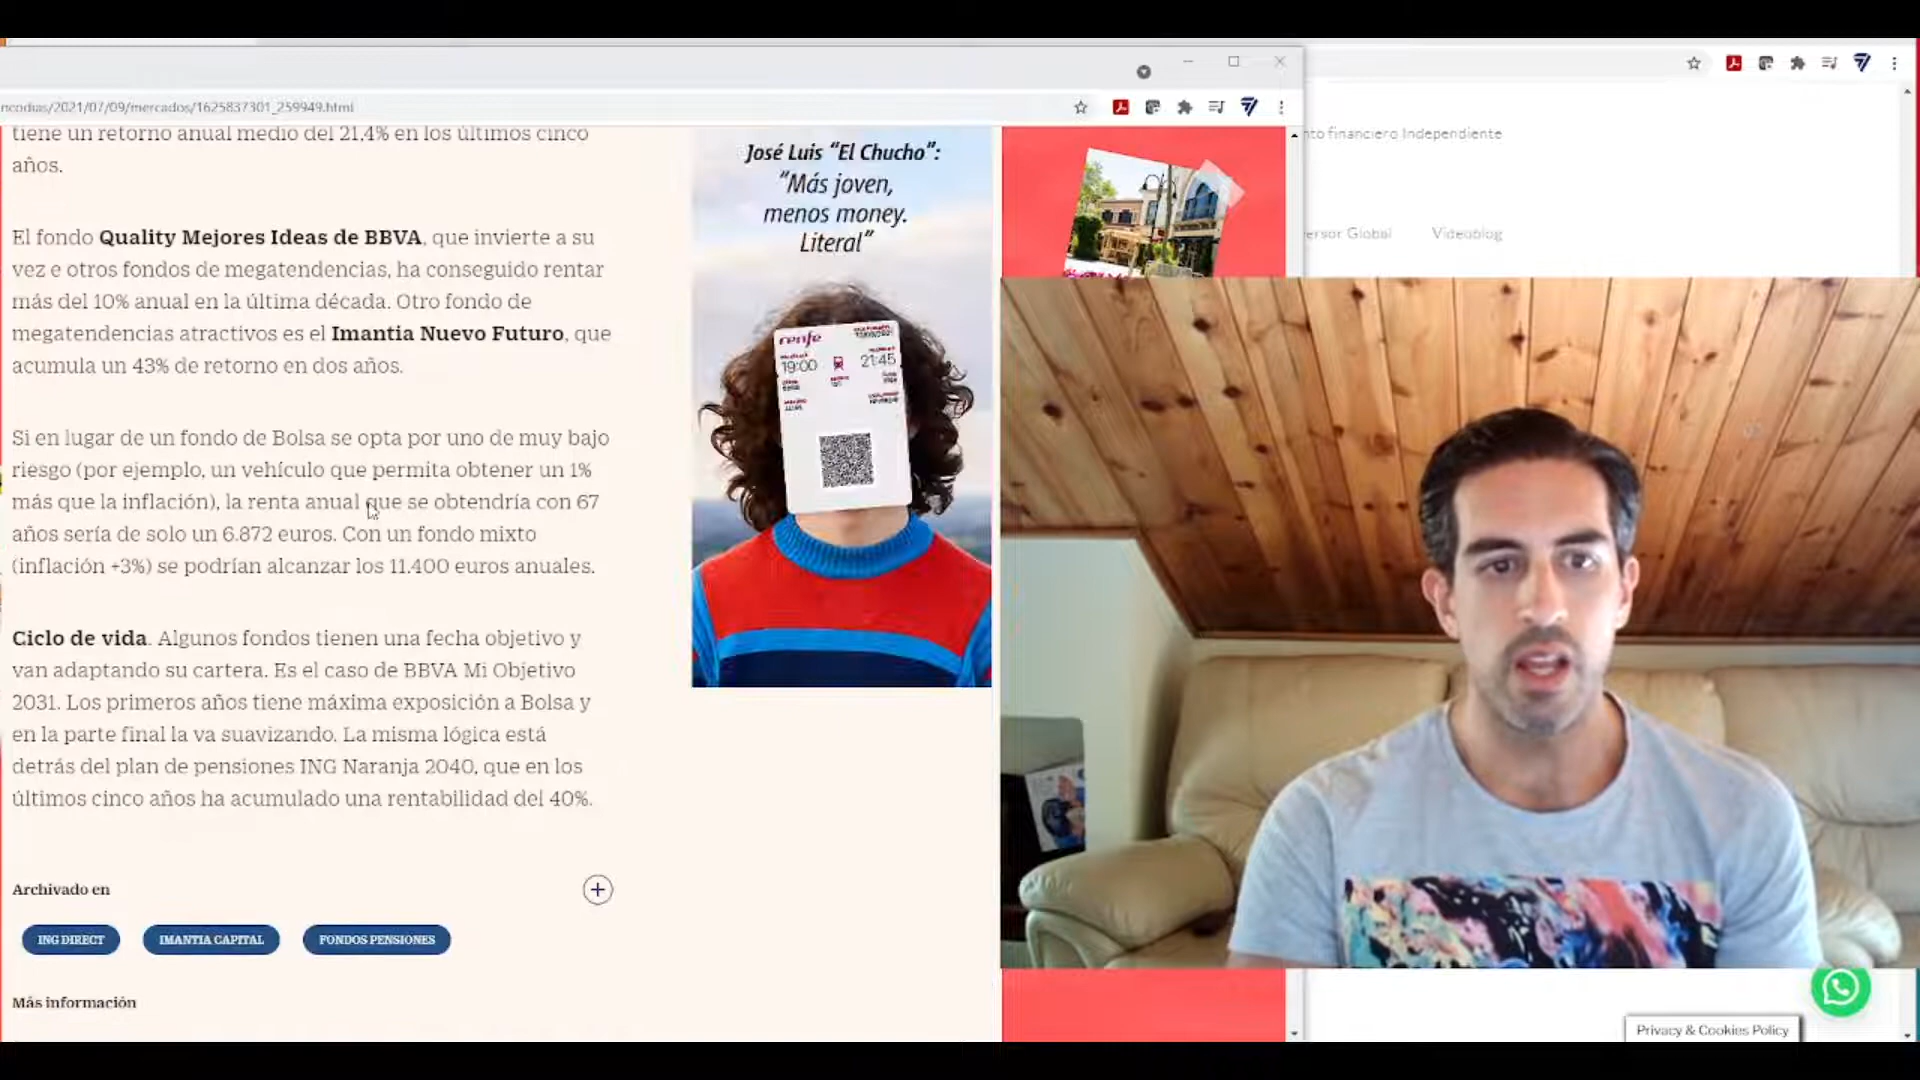 ncodias/2021/07/09/mercados/1625837301_259949.html
tiene un retorno anual medio del 21,4% en los últimos cinco
años.
El fondo Quality Mejores Ideas de BBVA, que invierte a su
vez e otros fondos de megatendencias, ha conseguido rentar
más del 10% anual en la última década. Otro fondo de
megatendencias atractivos es el Imantia Nuevo Futuro, que
acumula un 43% de retorno en dos años.
Si en lugar de un fondo de Bolsa se opta por uno de muy bajo
riesgo (por ejemplo, un vehículo que permita obtener un 1%
más que la inflación), la renta anual que se obtendría con 67
años sería de solo un 6.872 euros. Con un fondo mixto
(inflación +3%) se podrían alcanzar los 11.400 euros anuales.
Ciclo de vida. Algunos fondos tienen una fecha objetivo y
van adaptando su cartera. Es el caso de BBVA Mi Objetivo
2031. Los primeros años tiene máxima exposición a Bolsa y
en la parte final la va suavizando. La misma lógica está
detrás del plan de pensiones ING Naranja 2040, que en los
últimos cinco años ha acumulado una rentabilidad del 40%.
Archivado en
ING DIRECT
IMANTIA CAPITAL
FONDOS PENSIONES
Más información
José Luis “El Chucho”:
“Más joven,
menos money.
Literal”
renfe
19:00
21:45
nto financiero Independiente
ersor Global
Videoblog
Privacy & Cookies Policy